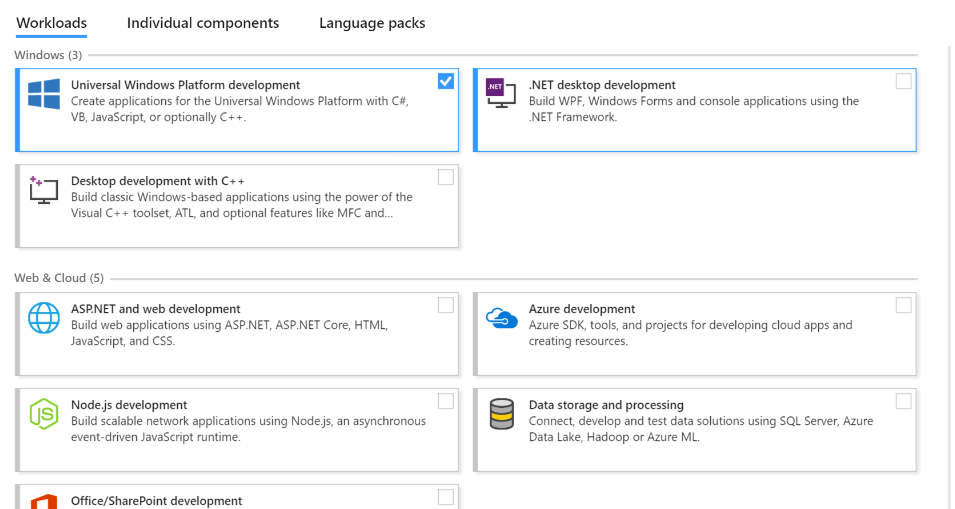 Workloads Individual components Language packs
Windows (3)
Universal Windows Platform development
Create applications for the Universal Windows Platform with C#,
VB, JavaScript, or optionally C++.
.NET
.NET desktop development
Build WPF, Windows Forms and console applications using the
.NET Framework.
Desktop development with C++
Build classic Windows-based applications using the power of the
Visual C++ toolset, ATL, and optional features like MFC and...
Web & Cloud (5)
ASP.NET and web development
Build web applications using ASP.NET, ASP.NET Core, HTML,
JavaScript, and CSS.
Azure development
Azure SDK, tools, and projects for developing cloud apps and
creating resources.
JS
Node.js development
Build scalable network applications using Node.js, an asynchronous
event-driven JavaScript runtime.
Data storage and processing
Connect, develop and test data solutions using SQL Server, Azure
Data Lake, Hadoop or Azure ML.
Office/SharePoint development